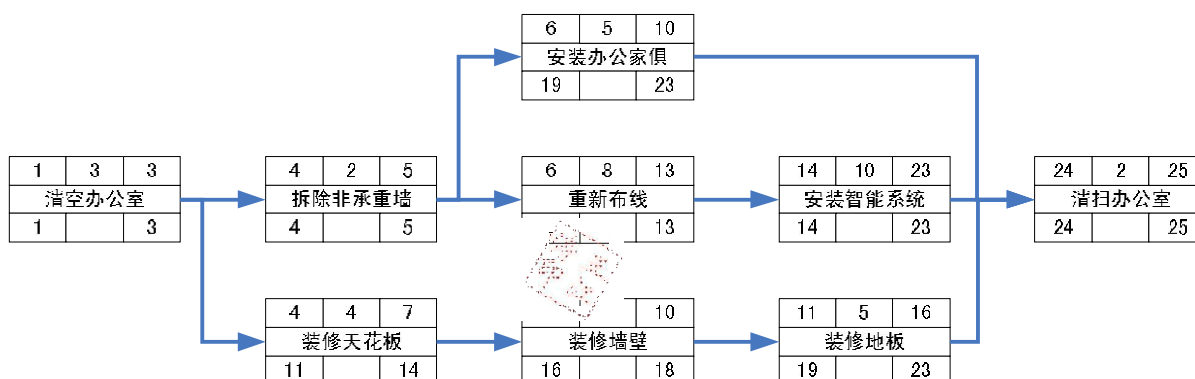 6 5 10
安装办公家俱
19 23
1 3 3
清空办公室
1 3
4 2 5
拆除非承重墙
4 5
6 8 13
重新布线
13
14 10 23
安装智能系统
14 23
24 2 25
清扫办公室
24 25
4 4 7
装修天花板
11 14
10
装修墙壁
16 18
11 5 16
装修地板
19 23